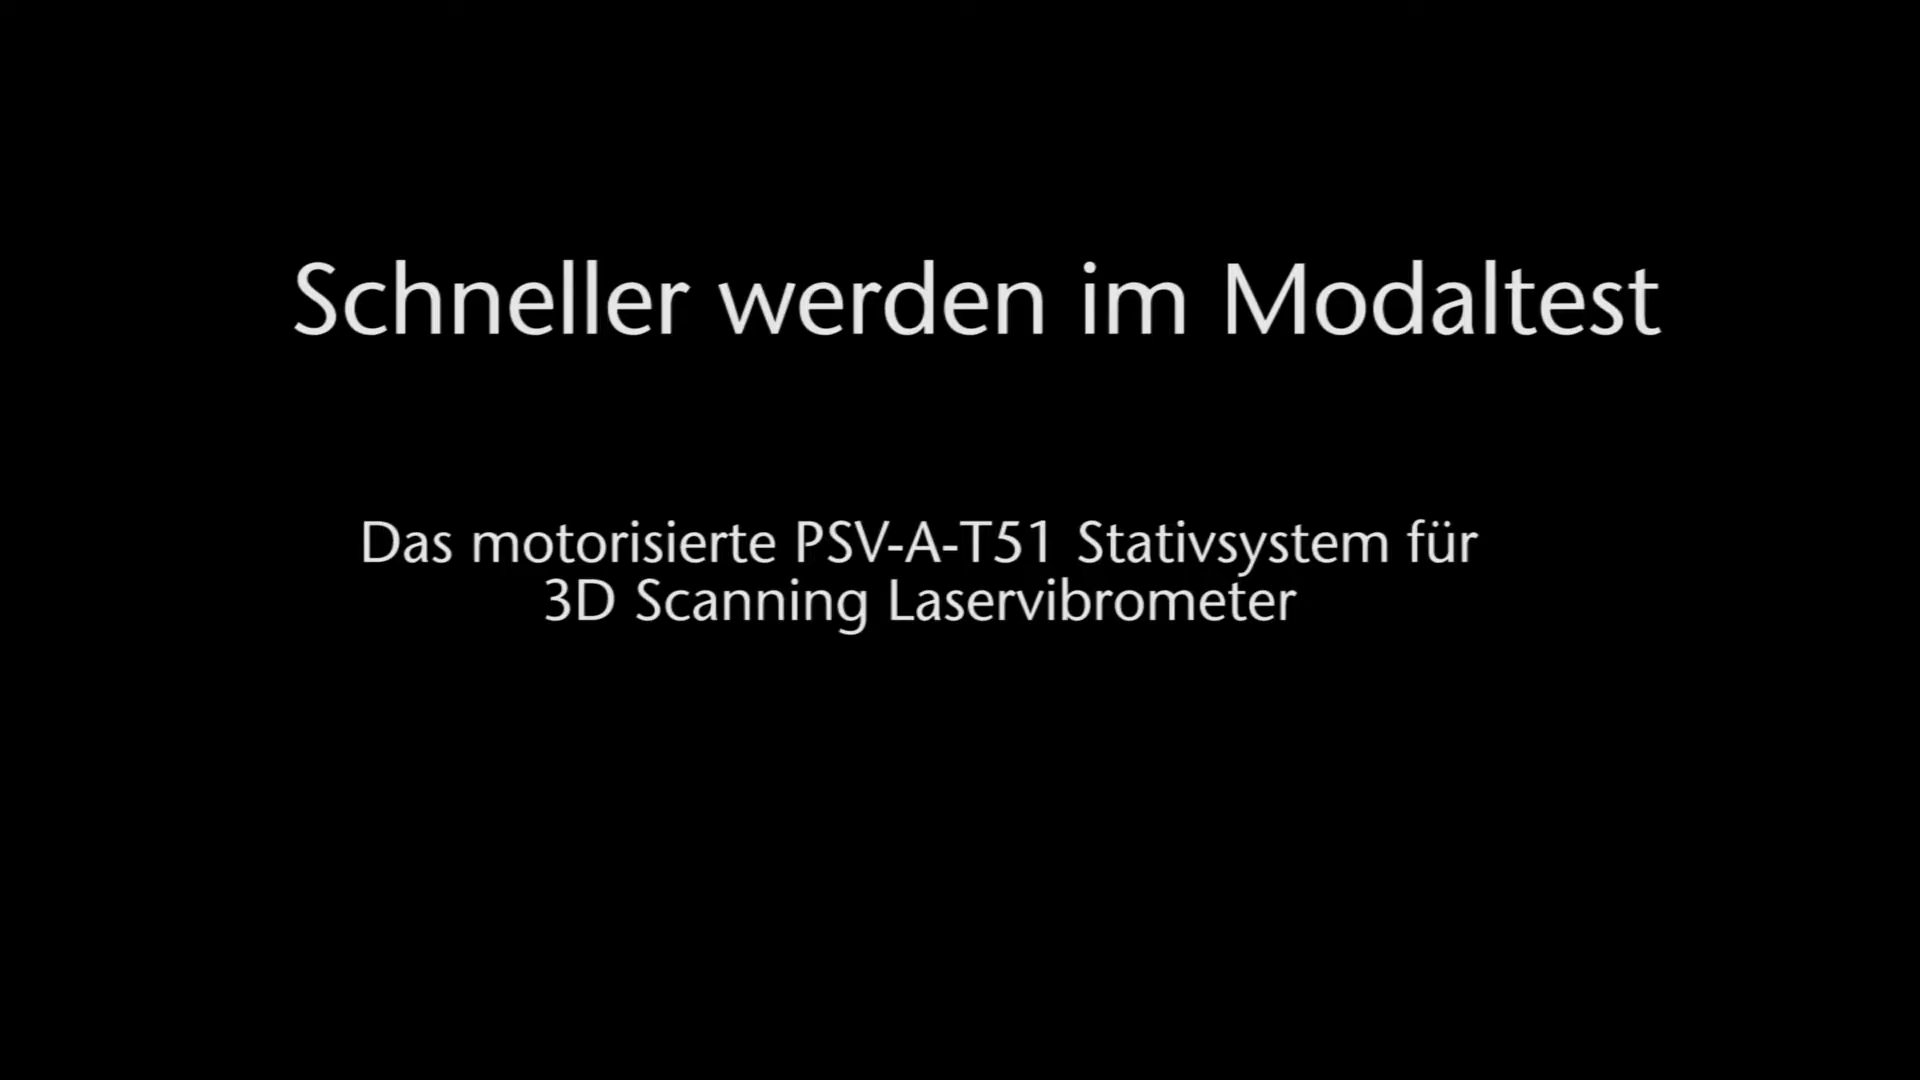 Schneller werden im Modaltest
Das motorisierte PSV-A-T51 Stativsystem für
3D Scanning Laservibrometer